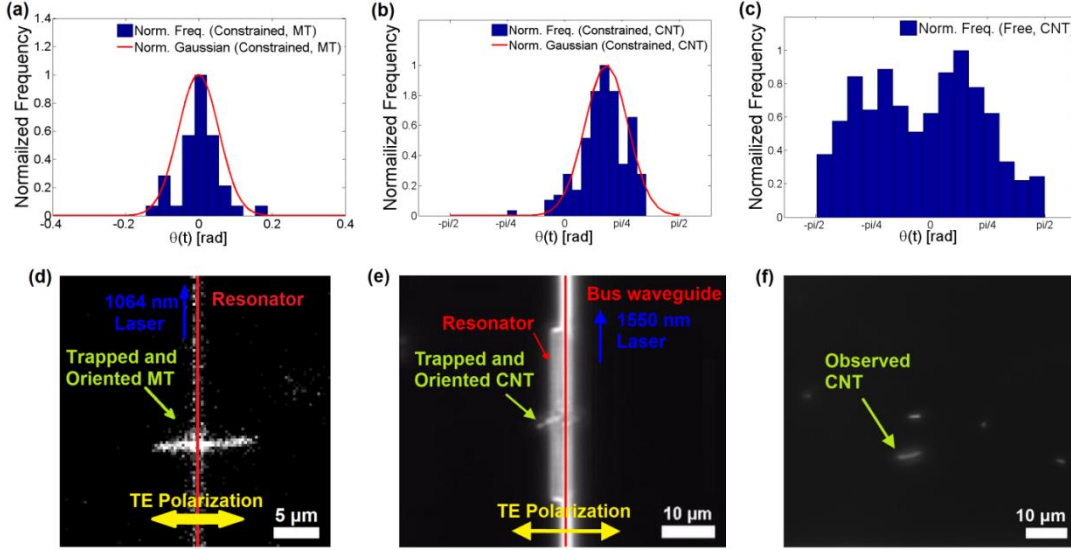 (a)
1.4
1.2
1
0.8
0.6
0.4
0.2
0
-0.4
-0.2
0
0.2
0.4
Normailized Frequency
θ(t) [rad]
Norm. Freq. (Constrained, MT)
Norm. Gaussian (Constrained, MT)
(b)
1
0.8
0.6
0.4
0.2
0
-pi/2
-pi/4
0
pi/4
pi/2
Normailized Frequency
θ(t) [rad]
Norm. Freq. (Constrained, CNT)
Norm. Gaussian (Constrained, CNT)
(c)
1
0.8
0.6
0.4
0.2
0
-pi/2
-pi/4
0
pi/4
pi/2
Normailized Frequency
θ(t) [rad]
Norm. Freq. (Free, CNT
(d)
1064 nm
Laser
Resonator
Trapped and
Oriented MT
TE Polarization
5 μm
(e)
Bus waveguide
Resonator
1550 nm
Laser
Trapped and
Oriented CNT
TE Polarization
10 μm
(f)
Observed
CNT
10 μm